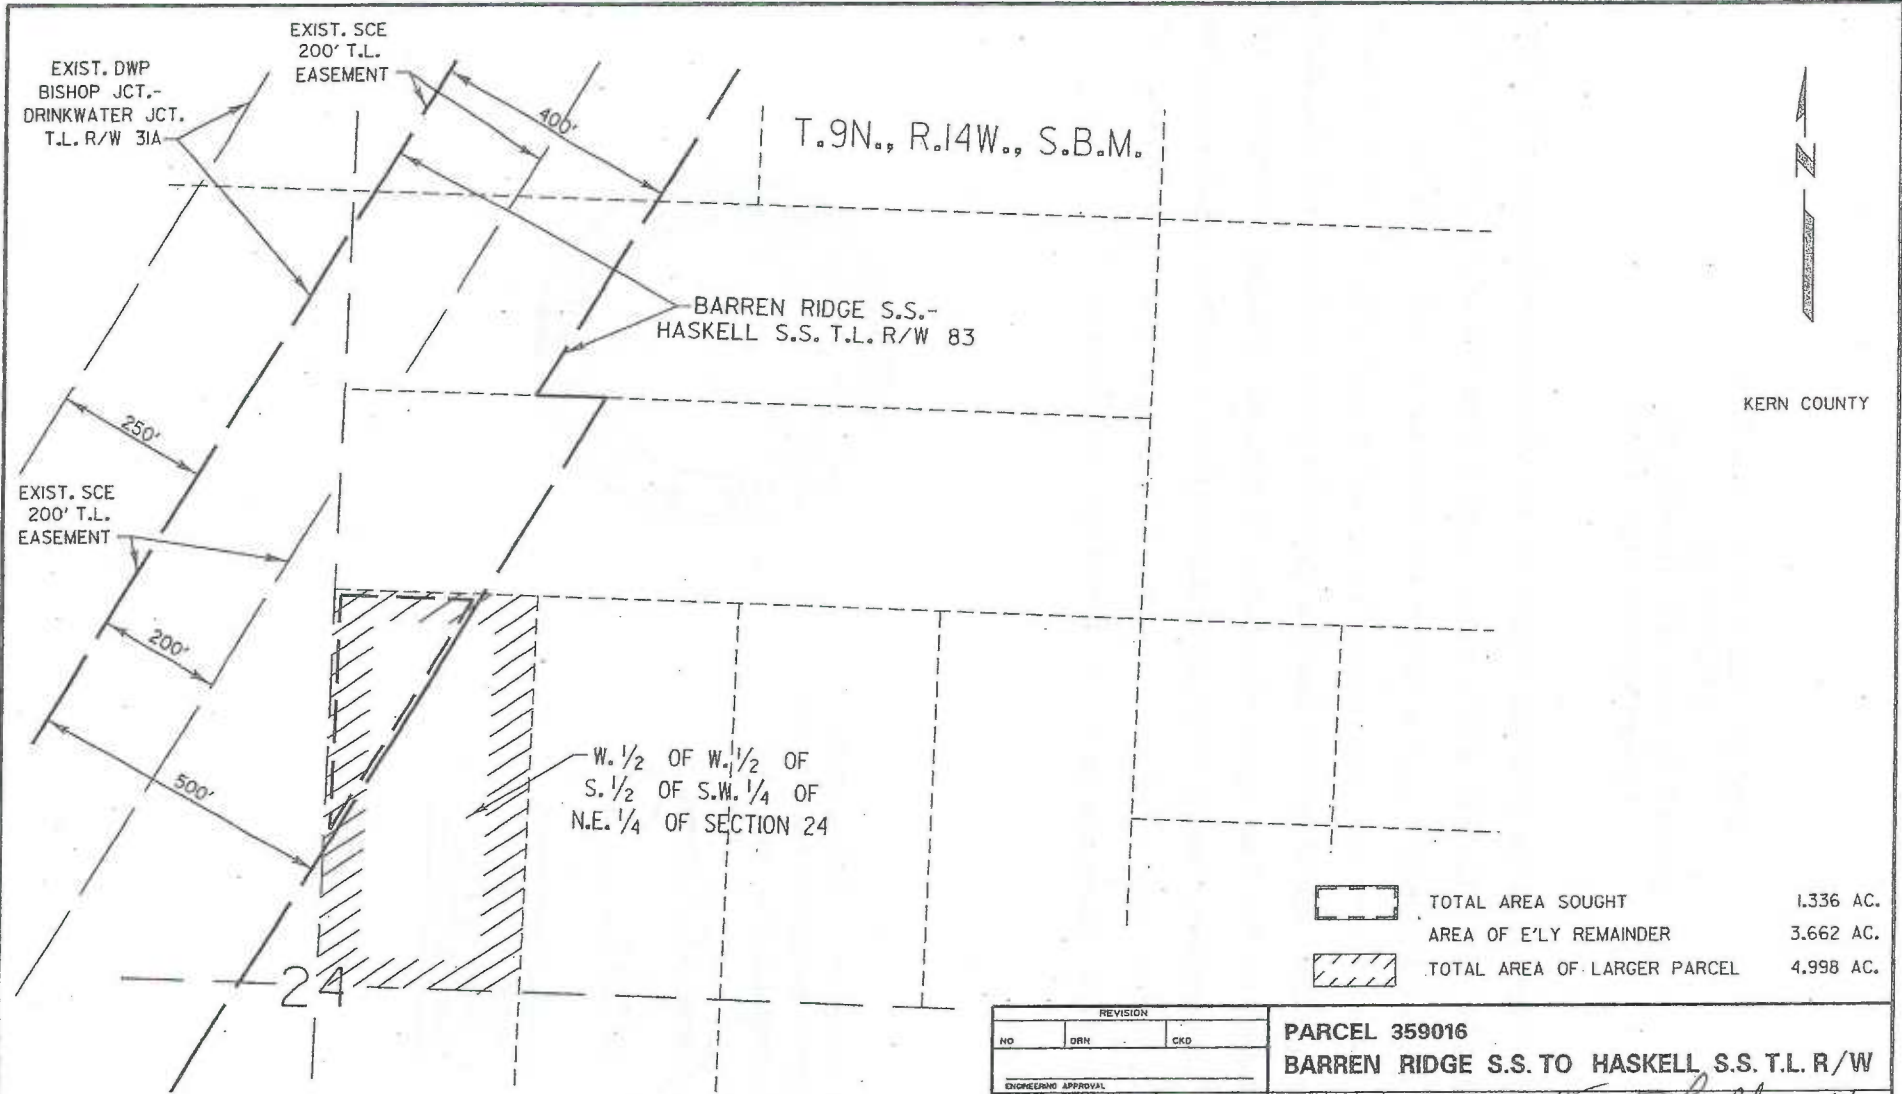 EXIST. SCE
200' T.L.
EASEMENT
EXIST. DWP
BISHOP JCT.-
DRINKWATER JCT.
T.L. R/W 31A
400'
T.9N., R.14W., S.B.M.
N
BARREN RIDGE S.S.-
HASKELL S.S. T.L. R/W 83
KERN COUNTY
250'
EXIST. SCE
200' T.L.
EASEMENT
200'
500'
W. 1/2 OF W. 1/2 OF
S. 1/2 OF S.W. 1/4 OF
N.E. 1/4 OF SECTION 24
24
TOTAL AREA SOUGHT 1.336 AC.
AREA OF E'LY REMAINDER 3.662 AC.
TOTAL AREA OF LARGER PARCEL 4.998 AC.
REVISION
NO DRN CKD
ENGINEERING APPROVAL
PARCEL 359016
BARREN RIDGE S.S. TO HASKELL S.S. T.L. R/W